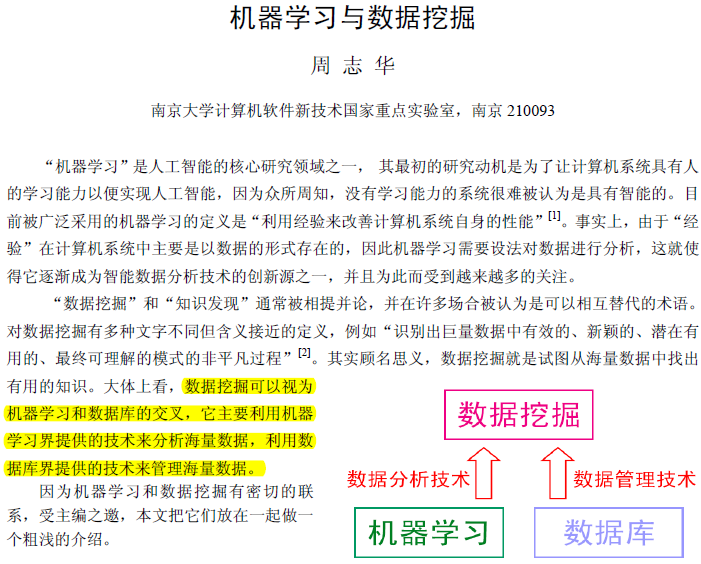 机器学习与数据挖掘
周 志 华
南京大学计算机软件新技术国家重点实验室，南京 210093
“机器学习”是人工智能的核心研究领域之一， 其最初的研究动机是为了让计算机系统具有人
的学习能力以便实现人工智能，因为众所周知，没有学习能力的系统很难被认为是具有智能的。目
前被广泛采用的机器学习的定义是“利用经验来改善计算机系统自身的性能”[1]。事实上，由于“经
验”在计算机系统中主要是以数据的形式存在的，因此机器学习需要设法对数据进行分析，这就使
得它逐渐成为智能数据分析技术的创新源之一，并且为此而受到越来越多的关注。
“数据挖掘”和“知识发现”通常被相提并论，并在许多场合被认为是可以相互替代的术语。
对数据挖掘有多种文字不同但含义接近的定义，例如“识别出巨量数据中有效的、新颖的、潜在有
用的、最终可理解的模式的非平凡过程”[2]。其实顾名思义，数据挖掘就是试图从海量数据中找出
有用的知识。大体上看，数据挖掘可以视为
机器学习和数据库的交叉，它主要利用机器
学习界提供的技术来分析海量数据，利用数
据库界提供的技术来管理海量数据。
因为机器学习和数据挖掘有密切的联
系，受主编之邀，本文把它们放在一起做一
个粗浅的介绍。
数据挖掘
数据分析技术
数据管理技术
机器学习
数据库